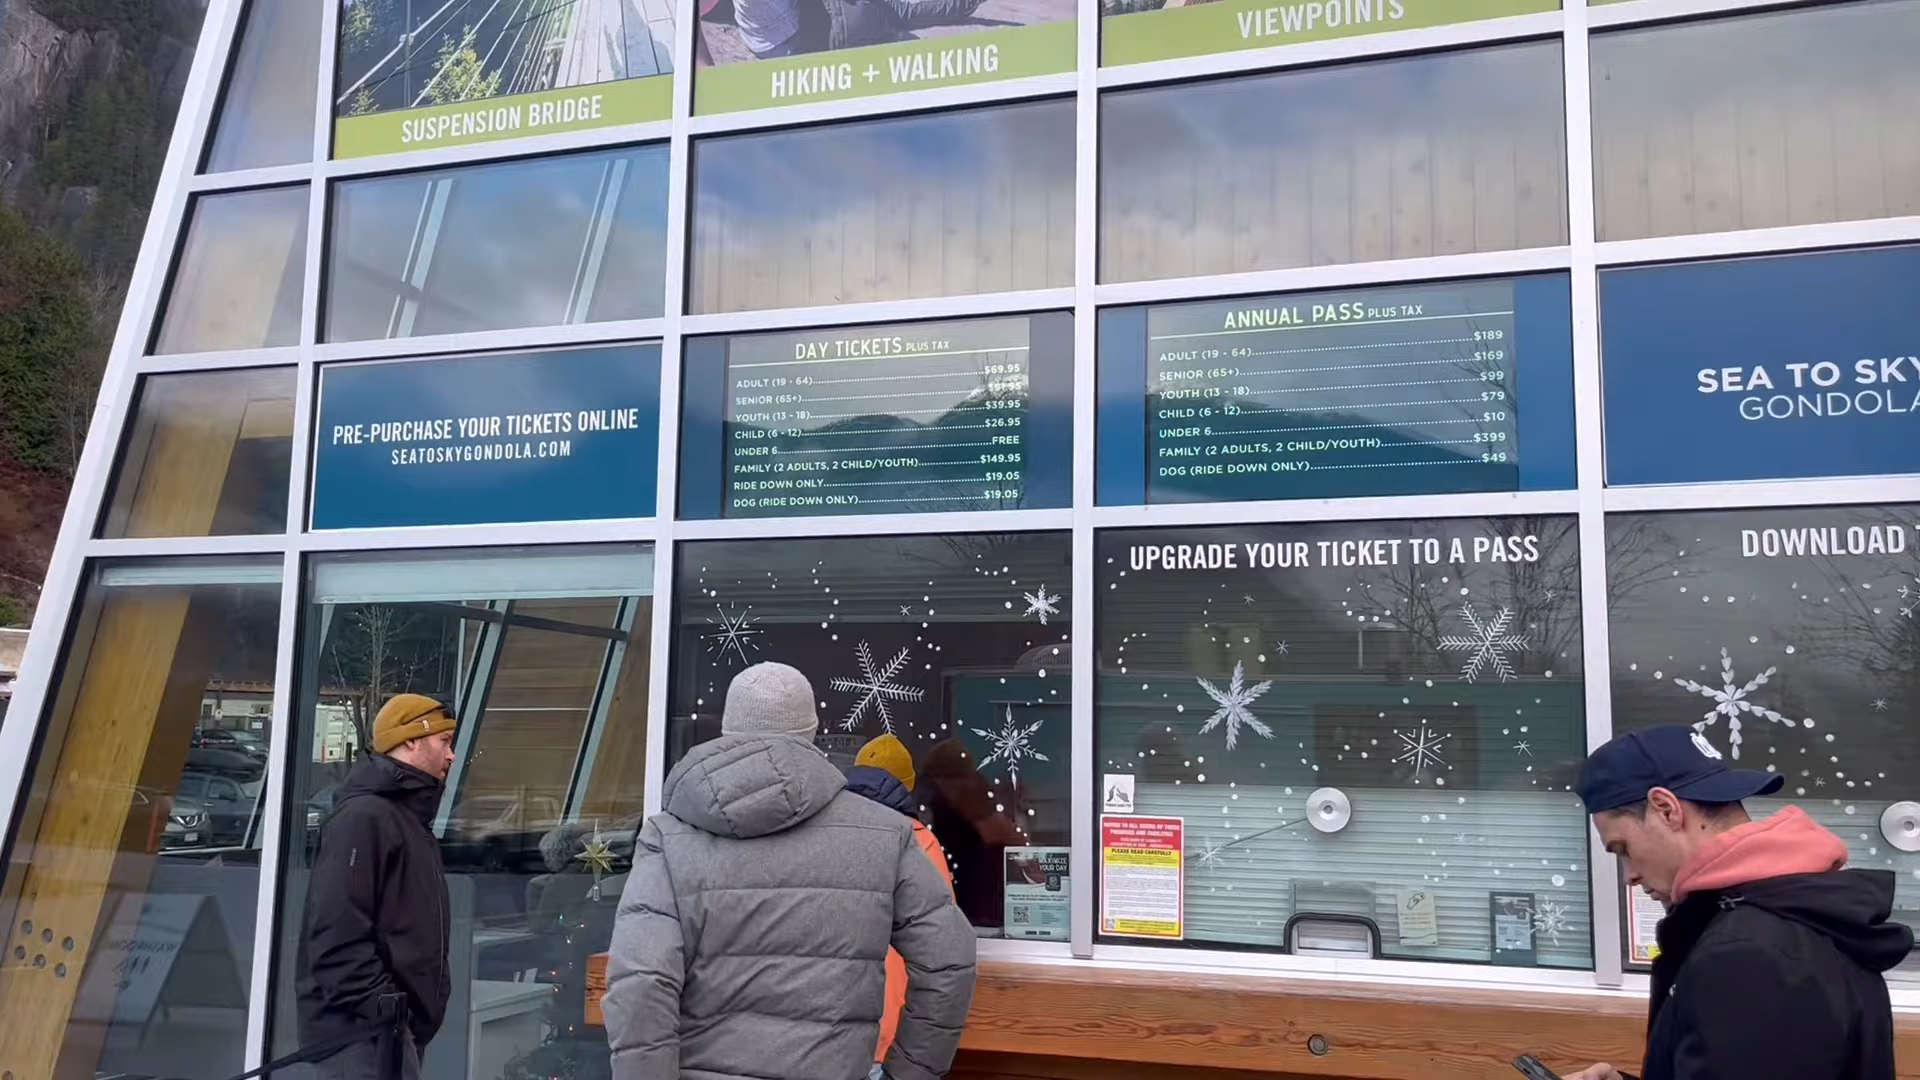 SUSPENSION BRIDGE
HIKING + WALKING
VIEWPOINTS
PRE-PURCHASE YOUR TICKETS ONLINE
SEATOSKYGONDOLA.COM
DAY TICKETS PLUS TAX
ADULT (19 - 64) $69.95
SENIOR (65+)
YOUTH (13 - 18) $39.95
CHILD (6 - 12) $26.95
UNDER 6 FREE
FAMILY (2 ADULTS, 2 CHILD/YOUTH) $149.95
RIDE DOWN ONLY $19.05
DOG (RIDE DOWN ONLY) $19.05
ANNUAL PASS PLUS TAX
ADULT (19 - 64) $189
SENIOR (65+) $169
YOUTH (13 - 18) $99
CHILD (6 - 12) $79
UNDER 6 $10
FAMILY (2 ADULTS, 2 CHILD/YOUTH) $399
DOG (RIDE DOWN ONLY) $49
SEA TO SKY
GONDOLA
UPGRADE YOUR TICKET TO A PASS
DOWNLOAD
MAXIMIZE
YOUR DAY
PLEASE READ CAREFULLY